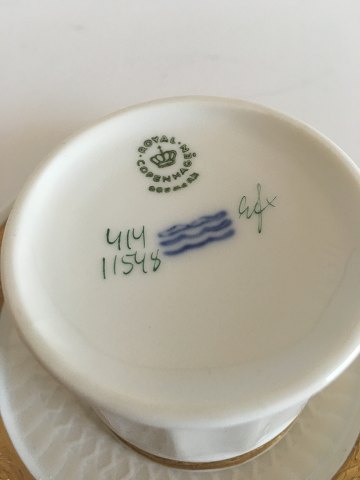 ROYAL
COPENHAGEN
DENMARK
414
11548